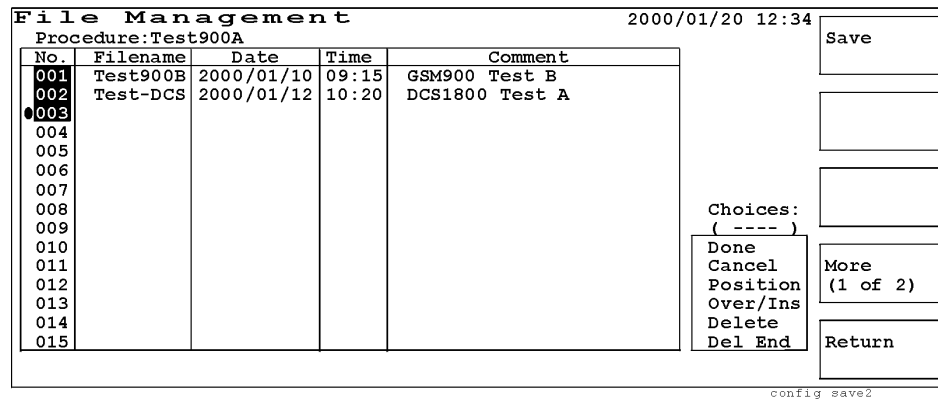 File Management 2000/01/20 12:34
Procedure:Test900A
No. Filename Date Time Comment
001 Test900B 2000/01/10 09:15 GSM900 Test B
002 Test-DCS 2000/01/12 10:20 DCS1800 Test A
003
004
005
006
007
008
009
010
011
012
013
014
015
Choices:
( ---- )
Done
Cancel
Position
Over/Ins
Delete
Del End
Save
More
(1 of 2)
Return
config save2